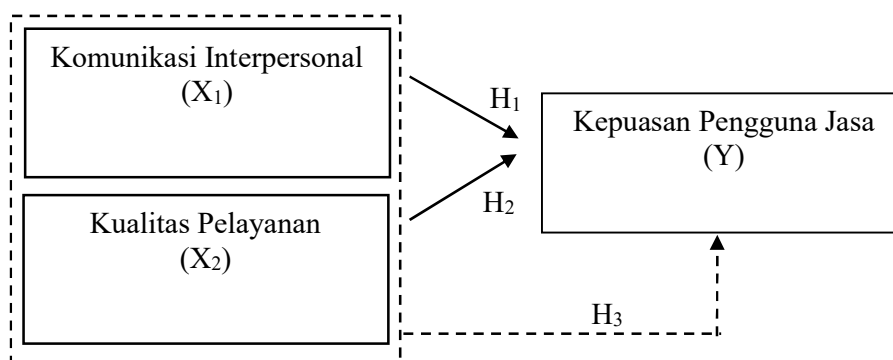 Komunikasi Interpersonal
(X₁)
H₁
Kepuasan Pengguna Jasa
(Y)
Kualitas Pelayanan
(X₂)
H₂
H₃